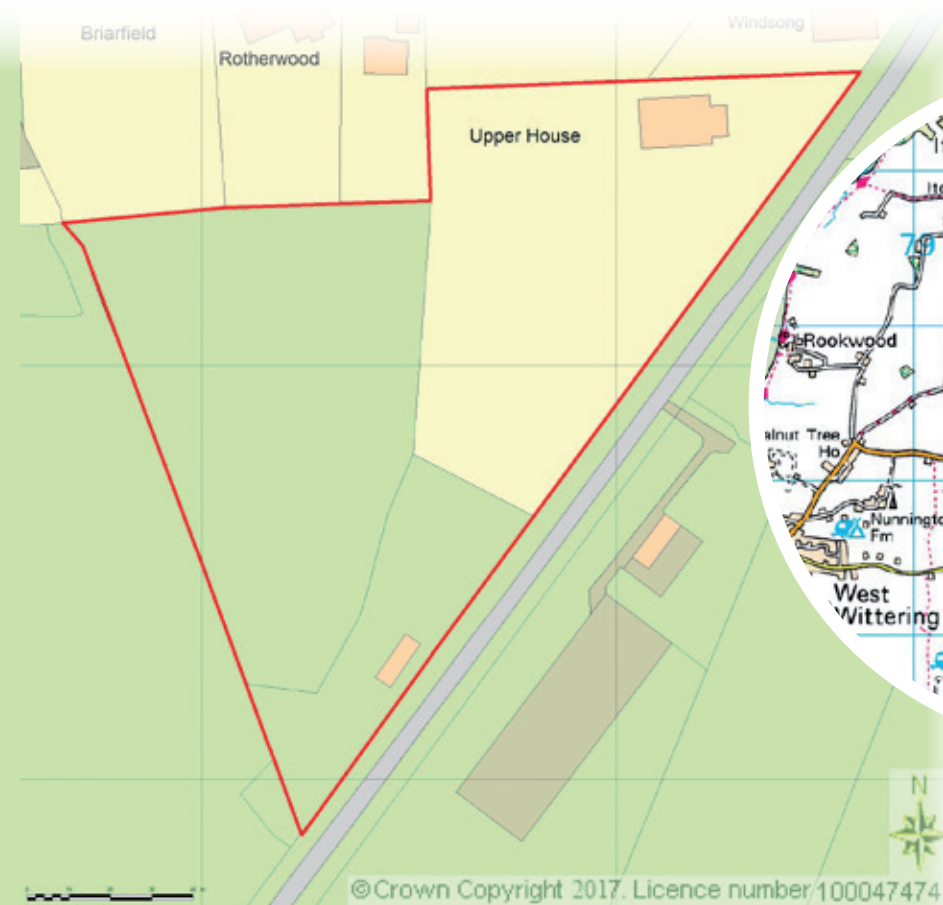 Briarfield
Windsong
Rotherwood
Upper House
79
Rookwood
alnut Tree
Ho
Nunningto
Fm
West
Wittering
N
© Crown Copyright 2017. Licence number 100047474